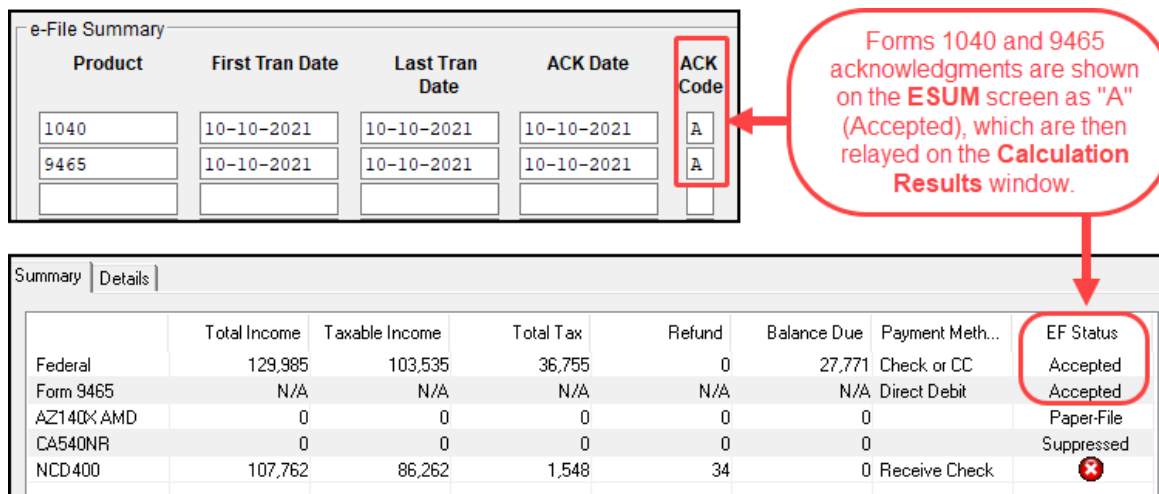 e-File Summary
Product First Tran Date Last Tran Date ACK Date ACK Code
1040 10-10-2021 10-10-2021 10-10-2021 A
9465 10-10-2021 10-10-2021 10-10-2021 A
Forms 1040 and 9465
acknowledgments are shown
on the ESUM screen as "A"
(Accepted), which are then
relayed on the Calculation
Results window.
Summary Details
Total Income Taxable Income Total Tax Refund Balance Due Payment Meth... EF Status
Federal 129,985 103,535 36,755 0 27,771 Check or CC Accepted
Form 9465 N/A N/A N/A N/A N/A Direct Debit Accepted
AZ140X AMD 0 0 0 0 0 Paper-File
CA540NR 0 0 0 0 0 Suppressed
NCD400 107,762 86,262 1,548 34 0 Receive Check